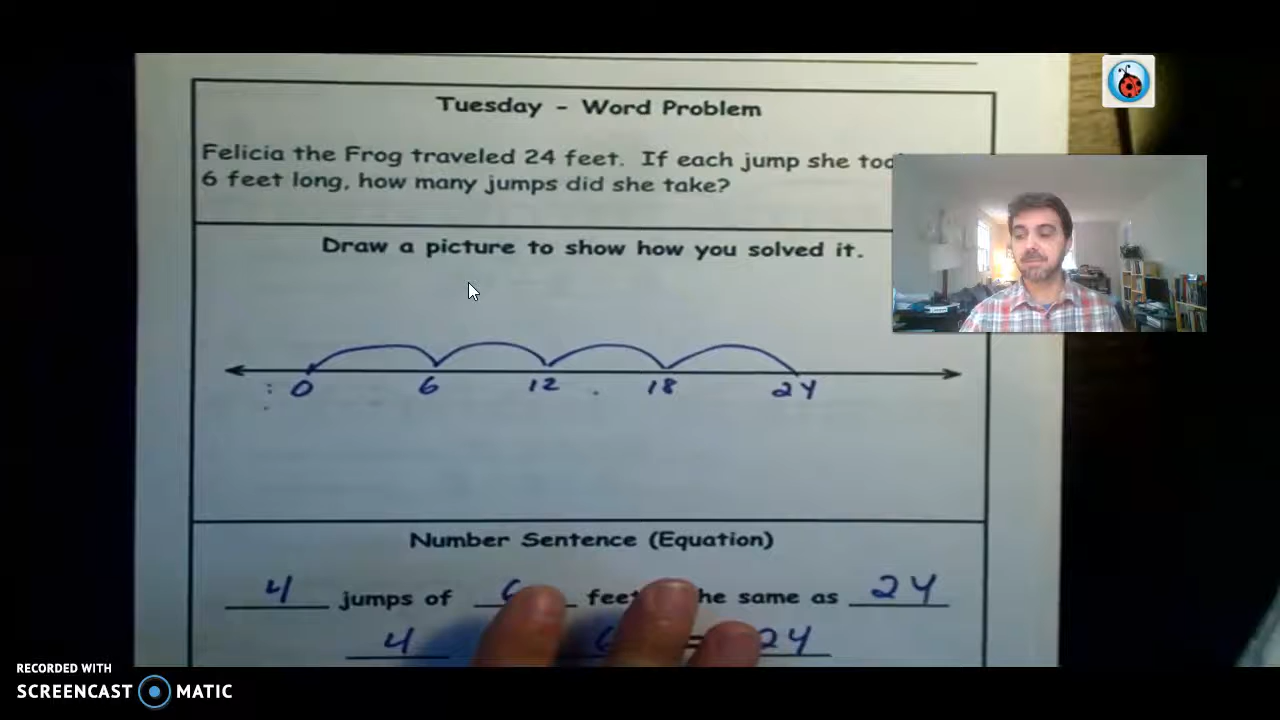 Tuesday - Word Problem
Felicia the Frog traveled 24 feet. If each jump she
6 feet long, how many jumps did she take?
Draw a picture to show how you solved it.
0 6 12 18 24
Number Sentence (Equation)
4 jumps of 6 feet same as 24
4 6 = 24
RECORDED WITH
SCREENCAST MATIC